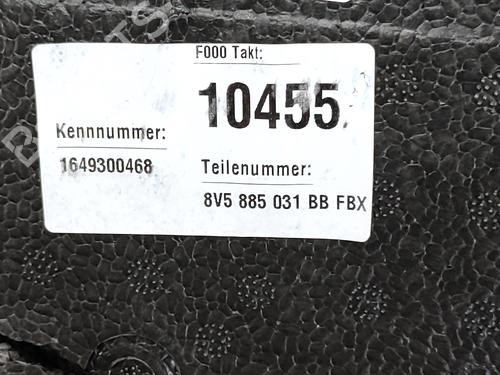 F000 Takt:
10455
Kennnummer:
1649300468
Teilenummer:
8V5 885 031 BB FBX